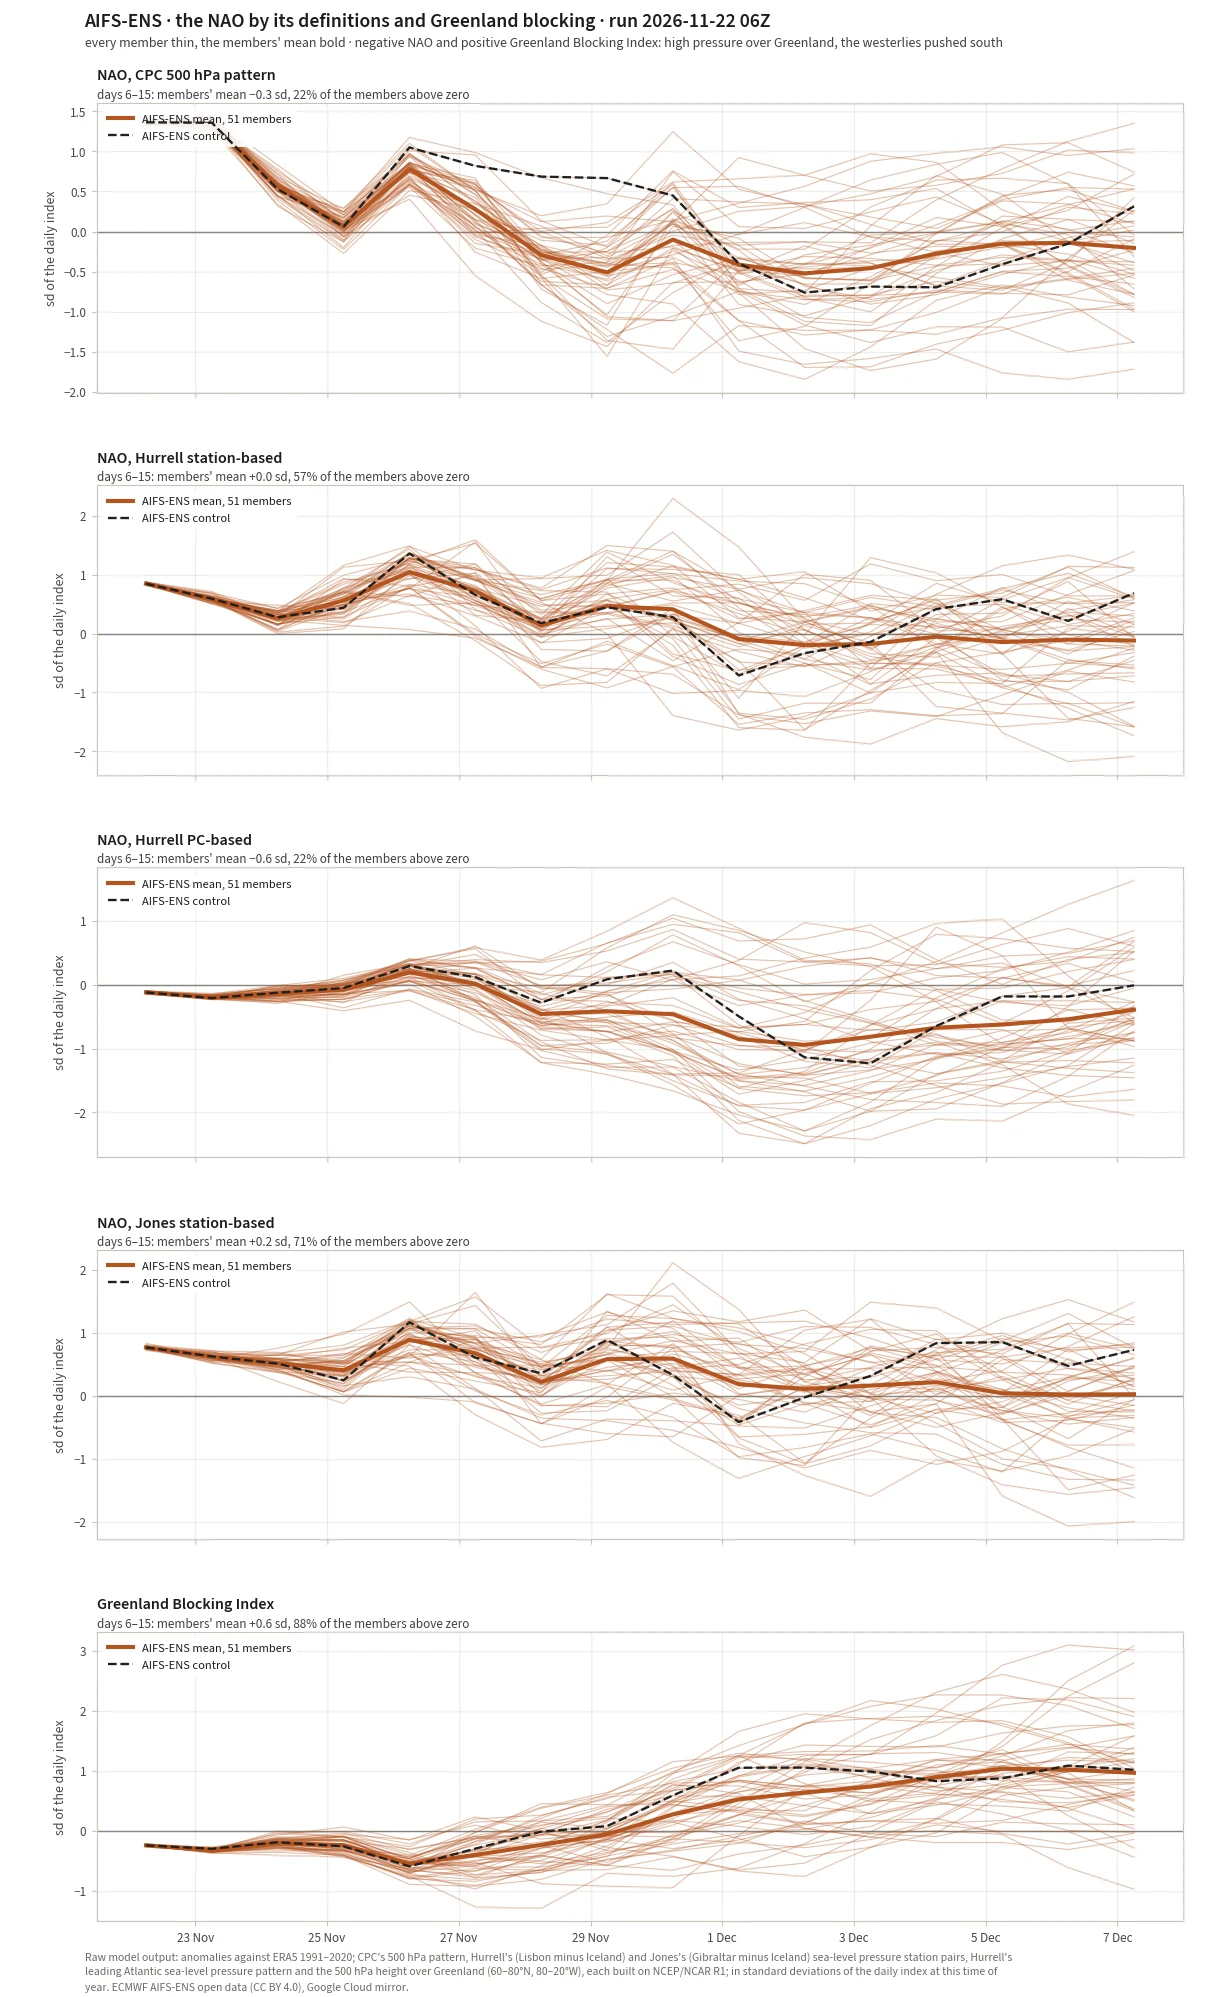 AIFS-ENS · the NAO by its definitions and Greenland blocking · run 2026-11-22 06Z
every member thin, the members' mean bold · negative NAO and positive Greenland Blocking Index: high pressure over Greenland, the westerlies pushed south
NAO, CPC 500 hPa pattern
days 6–15: members' mean −0.3 sd, 22% of the members above zero
AIFS-ENS mean, 51 members
AIFS-ENS control
1.5
1.0
0.5
0.0
−0.5
−1.0
−1.5
−2.0
sd of the daily index
NAO, Hurrell station-based
days 6–15: members' mean +0.0 sd, 57% of the members above zero
AIFS-ENS mean, 51 members
AIFS-ENS control
2
1
0
−1
−2
sd of the daily index
NAO, Hurrell PC-based
days 6–15: members' mean −0.6 sd, 22% of the members above zero
AIFS-ENS mean, 51 members
AIFS-ENS control
1
0
−1
−2
sd of the daily index
NAO, Jones station-based
days 6–15: members' mean +0.2 sd, 71% of the members above zero
AIFS-ENS mean, 51 members
AIFS-ENS control
2
1
0
−1
−2
sd of the daily index
Greenland Blocking Index
days 6–15: members' mean +0.6 sd, 88% of the members above zero
AIFS-ENS mean, 51 members
AIFS-ENS control
3
2
1
0
−1
sd of the daily index
23 Nov 25 Nov 27 Nov 29 Nov 1 Dec 3 Dec 5 Dec 7 Dec
Raw model output: anomalies against ERA5 1991–2020; CPC's 500 hPa pattern, Hurrell's (Lisbon minus Iceland) and Jones's (Gibraltar minus Iceland) sea-level pressure station pairs, Hurrell's
leading Atlantic sea-level pressure pattern and the 500 hPa height over Greenland (60–80°N, 80–20°W), each built on NCEP/NCAR R1; in standard deviations of the daily index at this time of
year. ECMWF AIFS-ENS open data (CC BY 4.0), Google Cloud mirror.